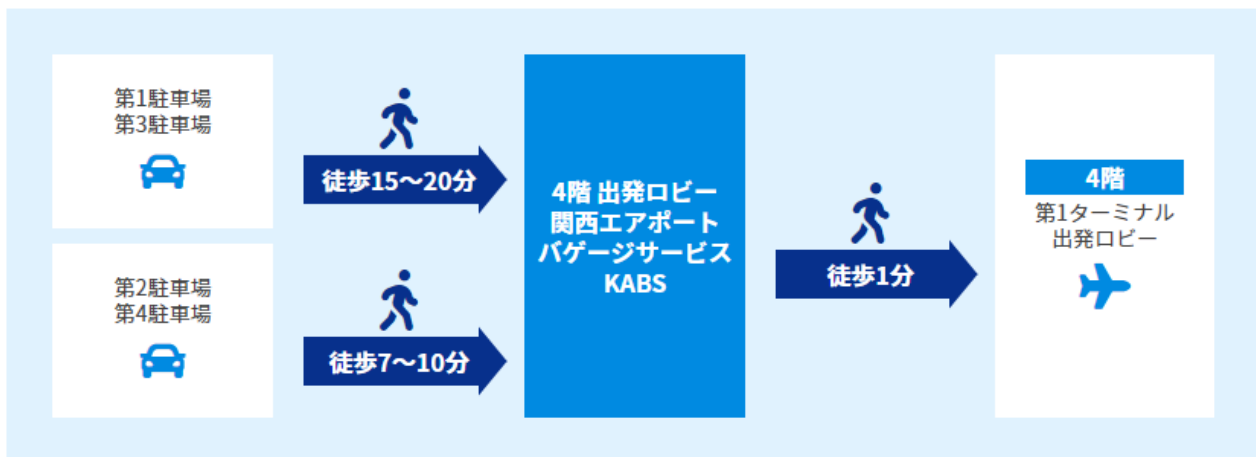 第1駐車場
第3駐車場
徒歩15～20分
第2駐車場
第4駐車場
徒歩7～10分
4階 出発ロビー
関西エアポート
バゲージサービス
KABS
徒歩1分
4階
第1ターミナル
出発ロビー